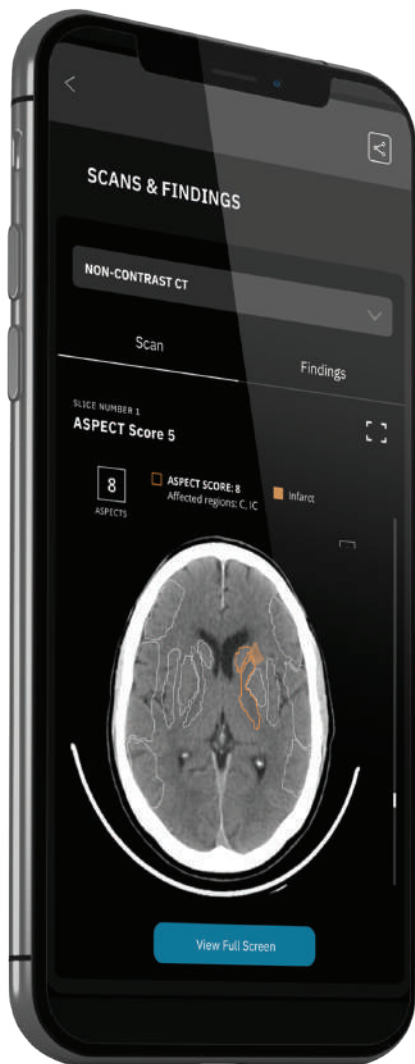 SCANS & FINDINGS
NON-CONTRAST CT
Scan
Findings
SLICE NUMBER 1
ASPECT Score 5
8
ASPECTS
ASPECT SCORE: 8
Affected regions: C, IC
Infarct
View Full Screen